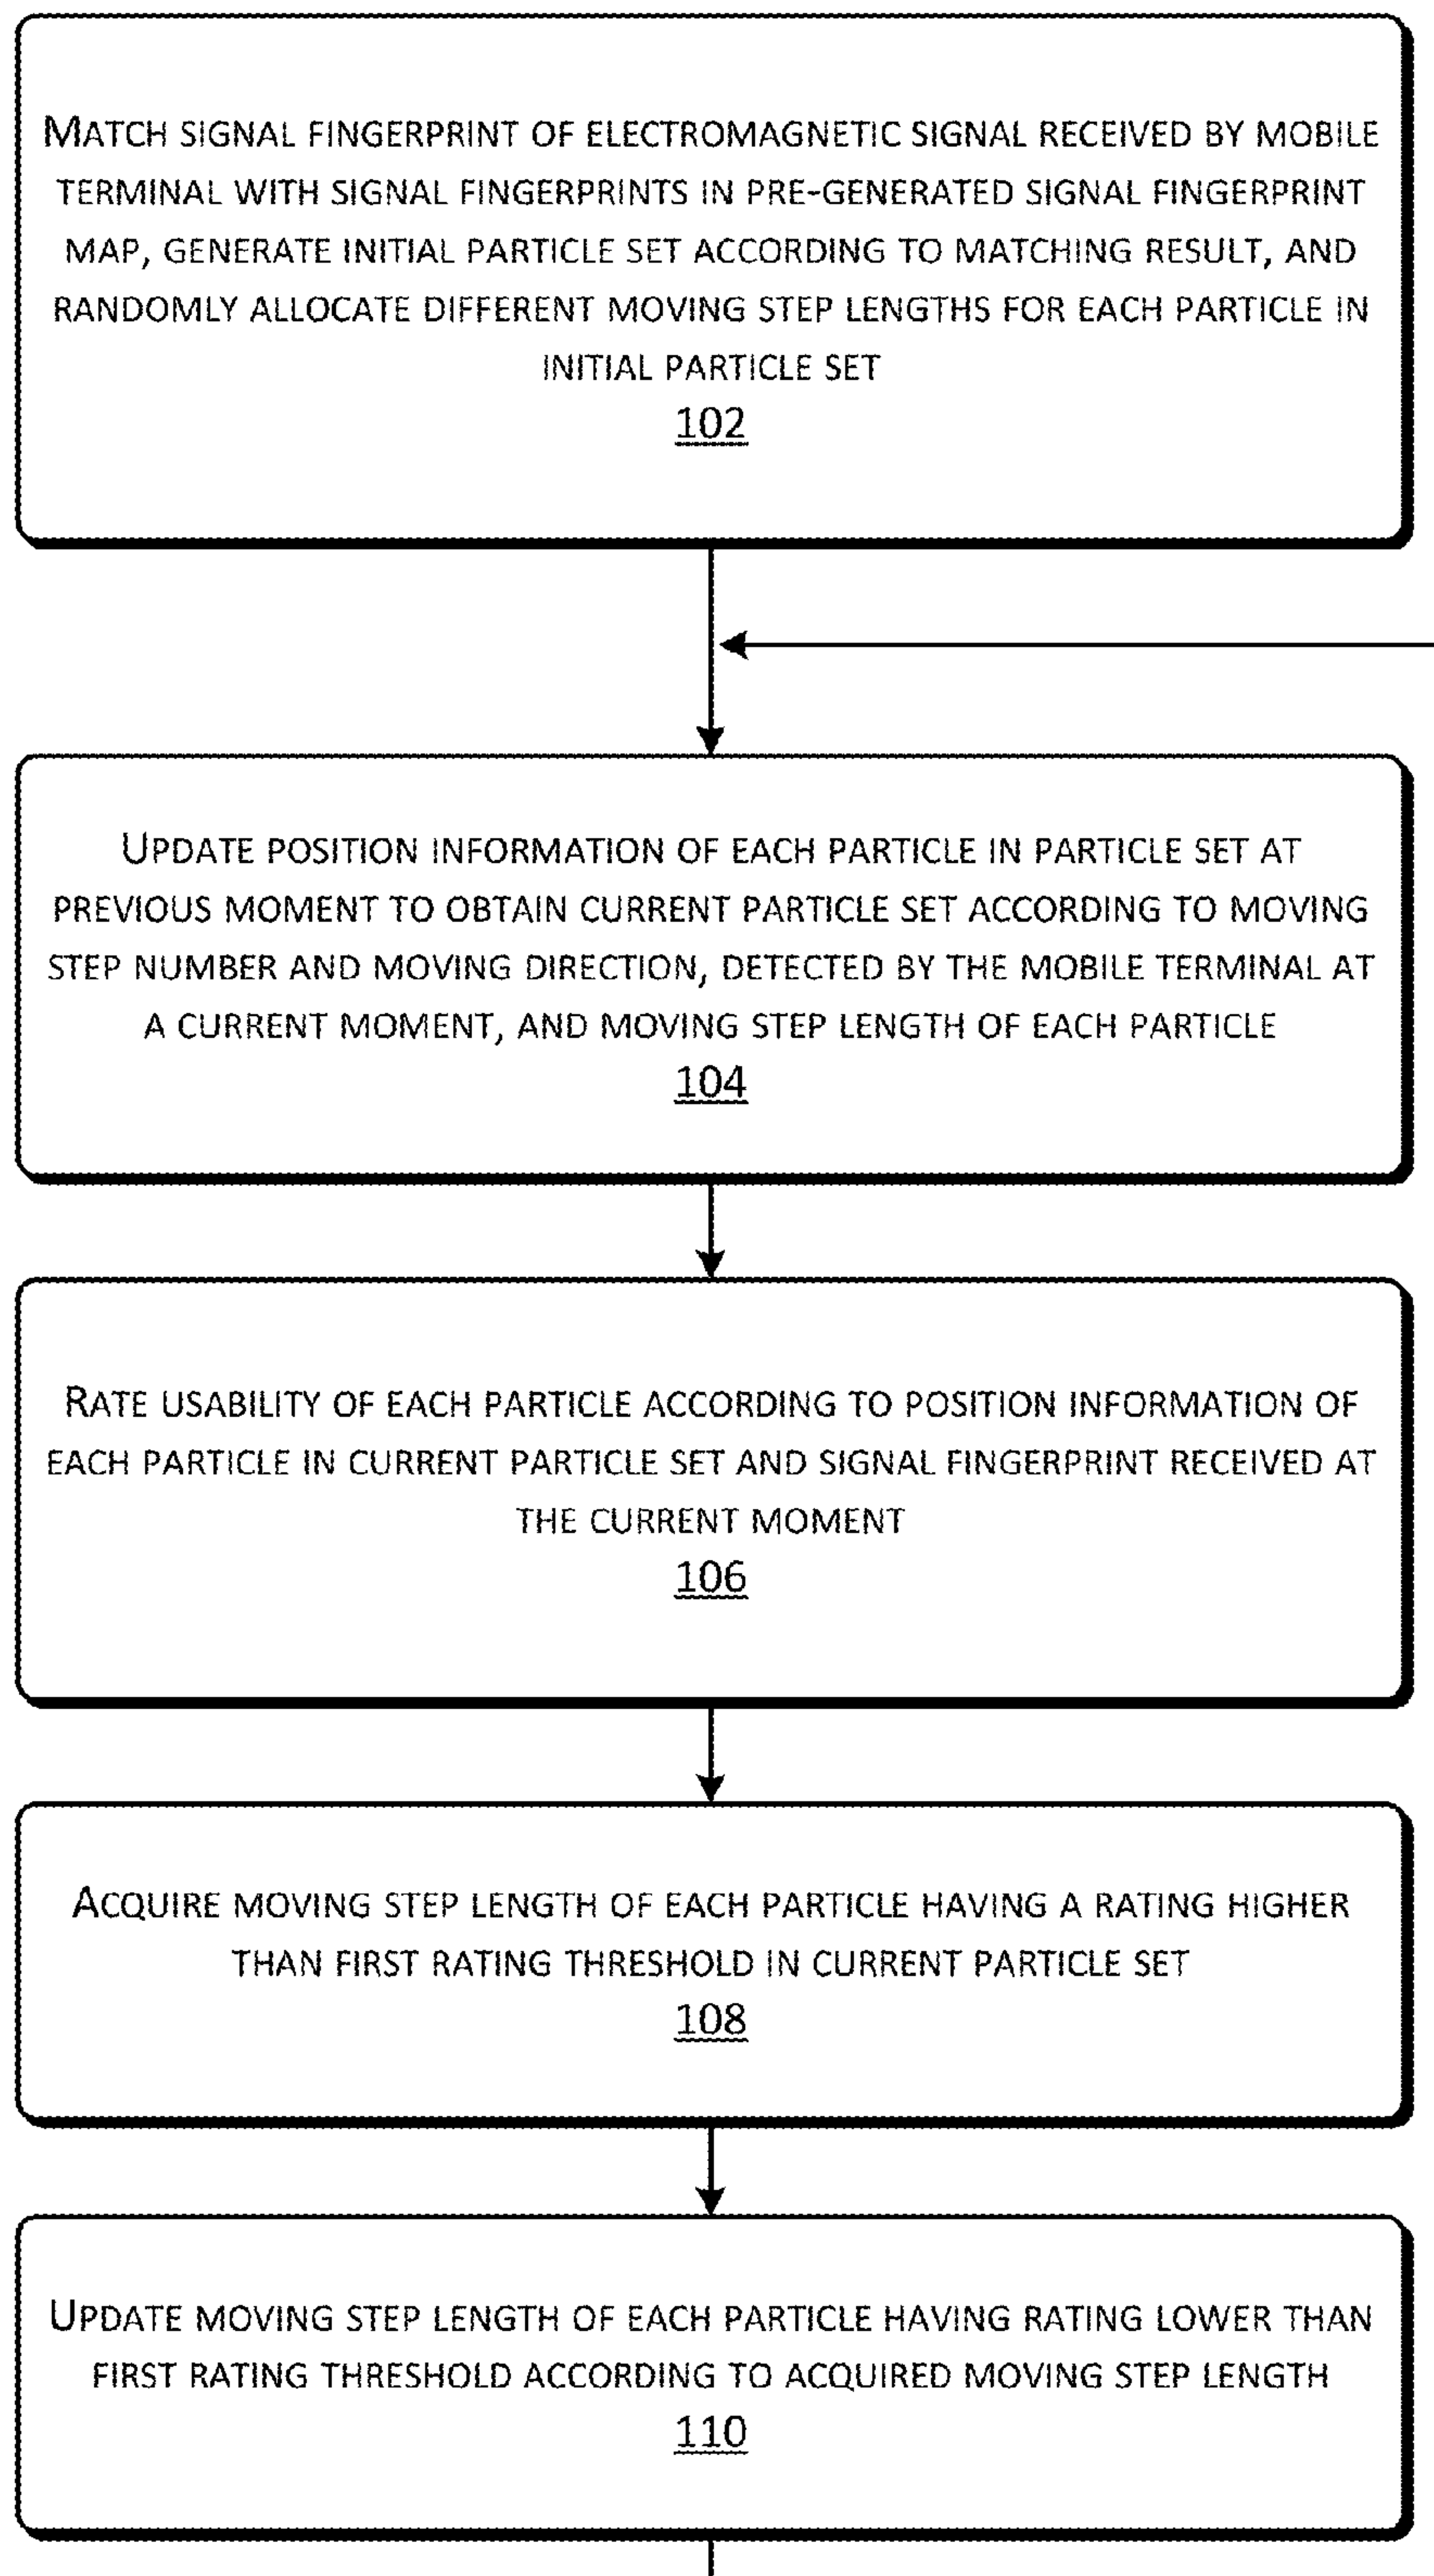 MATCH SIGNAL FINGERPRINT OF ELECTROMAGNETIC SIGNAL RECEIVED BY MOBILE
TERMINAL WITH SIGNAL FINGERPRINTS IN PRE-GENERATED SIGNAL FINGERPRINT
MAP, GENERATE INITIAL PARTICLE SET ACCORDING TO MATCHING RESULT, AND
RANDOMLY ALLOCATE DIFFERENT MOVING STEP LENGTHS FOR EACH PARTICLE IN
INITIAL PARTICLE SET
102
UPDATE POSITION INFORMATION OF EACH PARTICLE IN PARTICLE SET AT
PREVIOUS MOMENT TO OBTAIN CURRENT PARTICLE SET ACCORDING TO MOVING
STEP NUMBER AND MOVING DIRECTION, DETECTED BY THE MOBILE TERMINAL AT
A CURRENT MOMENT, AND MOVING STEP LENGTH OF EACH PARTICLE
104
RATE USABILITY OF EACH PARTICLE ACCORDING TO POSITION INFORMATION OF
EACH PARTICLE IN CURRENT PARTICLE SET AND SIGNAL FINGERPRINT RECEIVED AT
THE CURRENT MOMENT
106
ACQUIRE MOVING STEP LENGTH OF EACH PARTICLE HAVING A RATING HIGHER
THAN FIRST RATING THRESHOLD IN CURRENT PARTICLE SET
108
UPDATE MOVING STEP LENGTH OF EACH PARTICLE HAVING RATING LOWER THAN
FIRST RATING THRESHOLD ACCORDING TO ACQUIRED MOVING STEP LENGTH
110